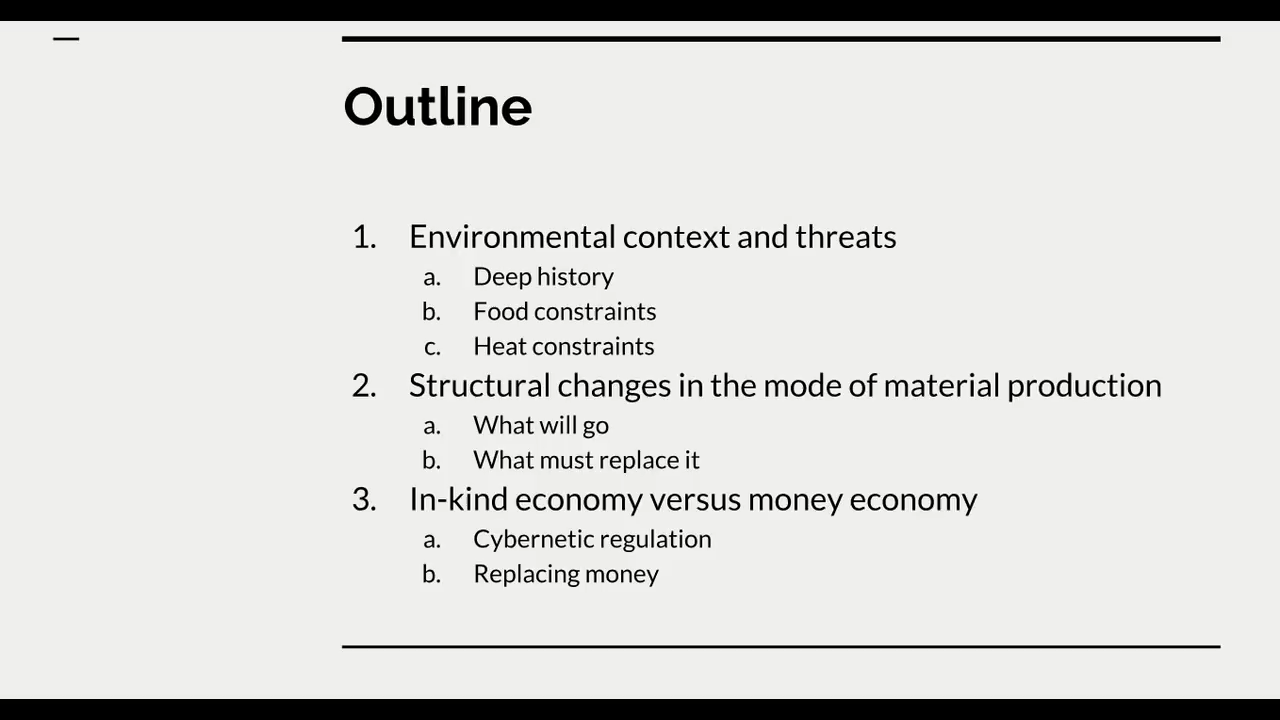 Outline
1. Environmental context and threats
a. Deep history
b. Food constraints
c. Heat constraints
2. Structural changes in the mode of material production
a. What will go
b. What must replace it
3. In-kind economy versus money economy
a. Cybernetic regulation
b. Replacing money